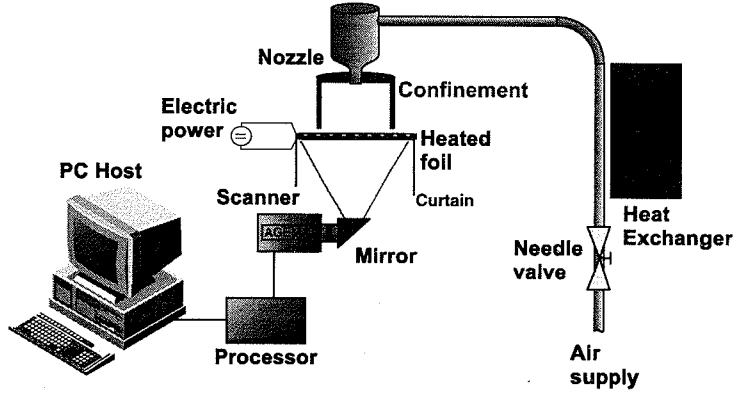 Nozzle
Confinement
Electric
power
Heated
foil
PC Host
Scanner
Curtain
Heat
Exchanger
Mirror
Needle
valve
Processor
Air
supply